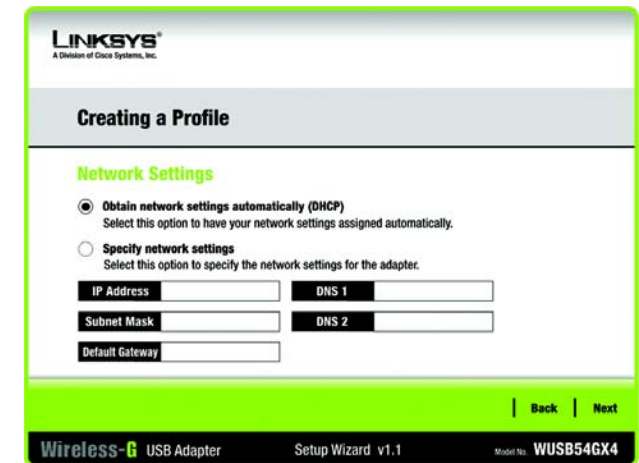 LINKSYS®
A Division of Cisco Systems, Inc.
Creating a Profile
Network Settings
Obtain network settings automatically (DHCP)
Select this option to have your network settings assigned automatically.
Specify network settings
Select this option to specify the network settings for the adapter.
IP Address DNS 1
Subnet Mask DNS 2
Default Gateway
Back Next
Wireless-G USB Adapter Setup Wizard v1.1 Model No. WUSB54GX4